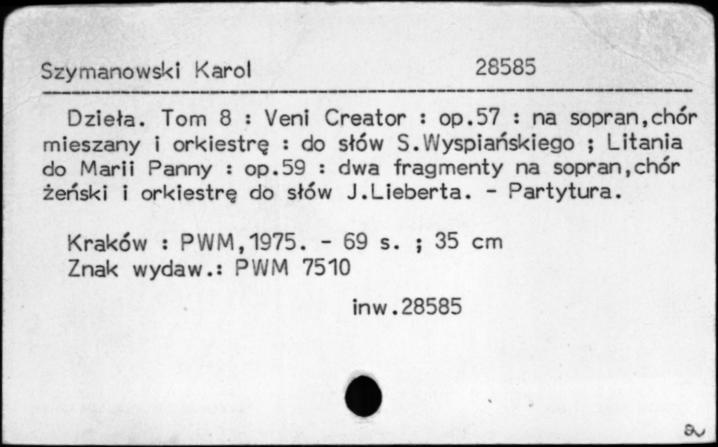 Szymanowski Karol 28585
Dzieła. Tom 8 : Veni Creator : op.57 : na sopran,chór
mieszany i orkiestrę : do słów S.Wyspiańskiego ; Litania
do Marii Panny : op.59 : dwa fragmenty na sopran,chór
żeński i orkiestrę do słów J.Lieberta. - Partytura.
Kraków : PWM,1975. - 69 s. ; 35 cm
Znak wydaw.: PWM 7510
inw.28585